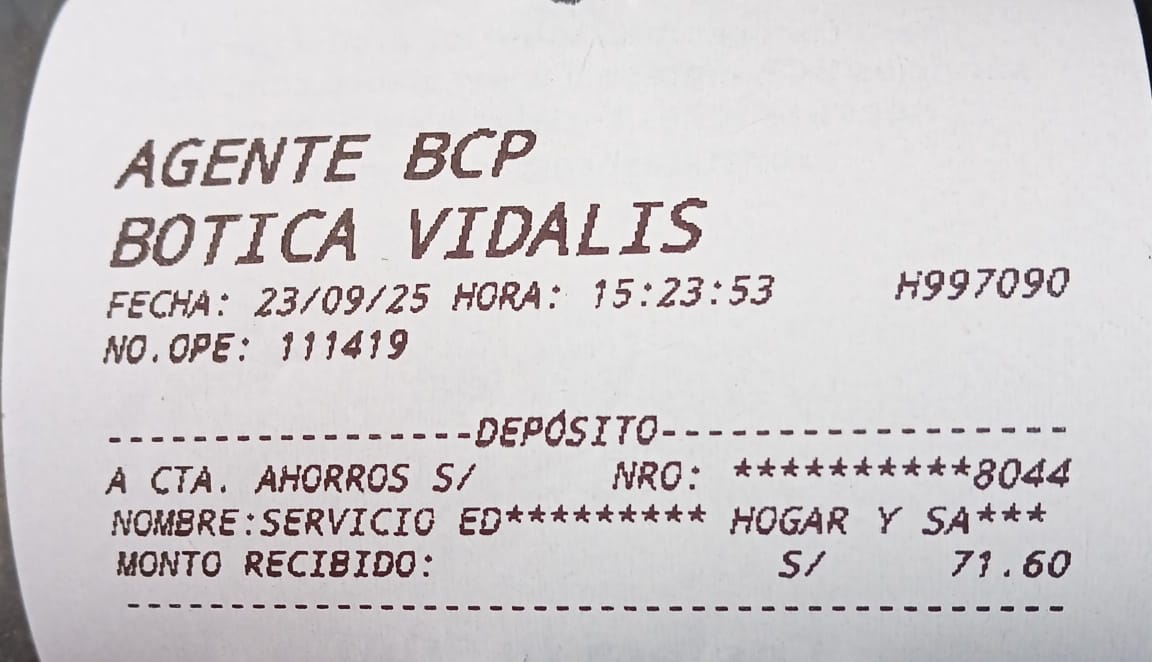 AGENTE BCP
BOTICA VIDALIS
FECHA: 23/09/25 HORA: 15:23:53 H997090
NO.OPE: 111419
------------------DEPÓSITO------------------
A CTA. AHORROS S/ NRO: **********8044
NOMBRE:SERVICIO ED********* HOGAR Y SA***
MONTO RECIBIDO: S/ 71.60
--------------------------------------------